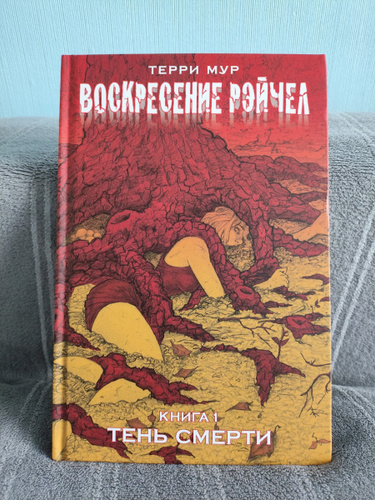 ТЕРРИ МУР
ВОСКРЕСЕНИЕ РЭЙЧЕЛ
КНИГА 1
ТЕНЬ СМЕРТИ